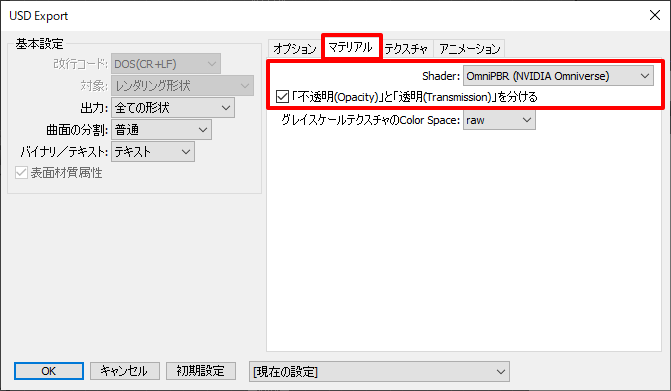 USD Export
基本設定
改行コード: DOS(CR+LF)
対象: レンダリング形状
出力: 全ての形状
曲面の分割: 普通
バイナリ／テキスト: テキスト
表面材質属性
オプション マテリアル テクスチャ アニメーション
Shader: OmniPBR (NVIDIA Omniverse)
「不透明(Opacity)」と「透明(Transmission)」を分ける
グレイスケールテクスチャのColor Space: raw
OK キャンセル 初期設定 [現在の設定]